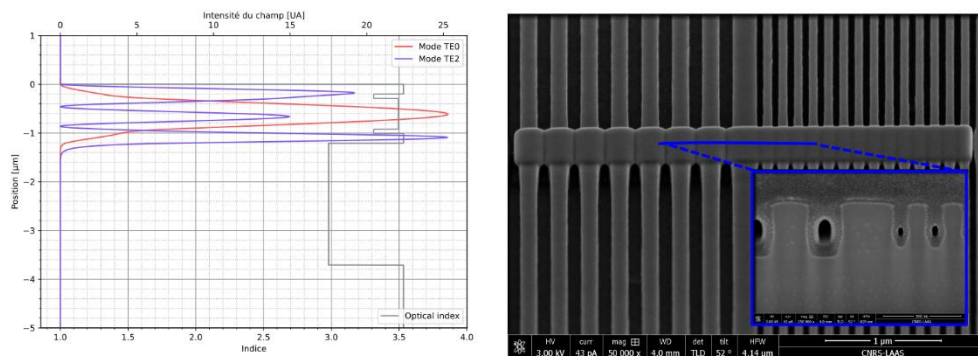 Intensité du champ [UA]
0 5 10 15 20 25
Mode TE0
Mode TE2
Position [µm]
1
0
−1
−2
−3
−4
−5
Optical index
1.0 1.5 2.0 2.5 3.0 3.5 4.0
Indice
CNRS-LAAS
HV curr mag WD det tilt HFW 1 µm
3.00 kV 43 pA 50 000 x 4.0 mm TLD 52 ° 4.14 µm CNRS-LAAS